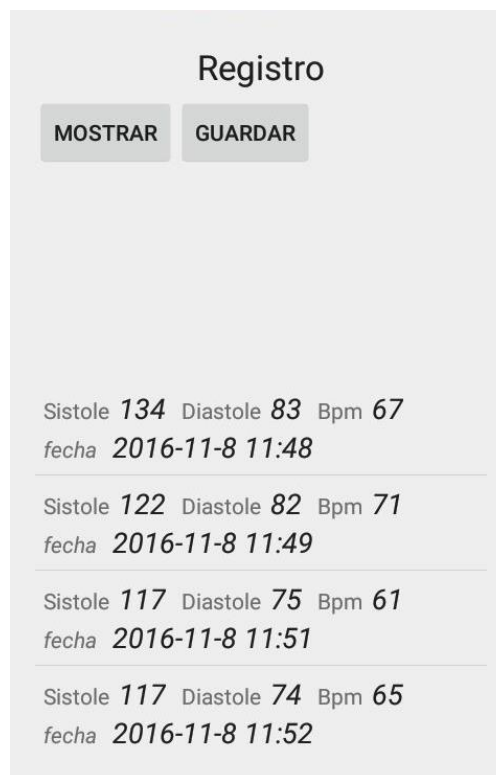 Registro
MOSTRAR GUARDAR
Sistole 134 Diastole 83 Bpm 67
fecha 2016-11-8 11:48
Sistole 122 Diastole 82 Bpm 71
fecha 2016-11-8 11:49
Sistole 117 Diastole 75 Bpm 61
fecha 2016-11-8 11:51
Sistole 117 Diastole 74 Bpm 65
fecha 2016-11-8 11:52